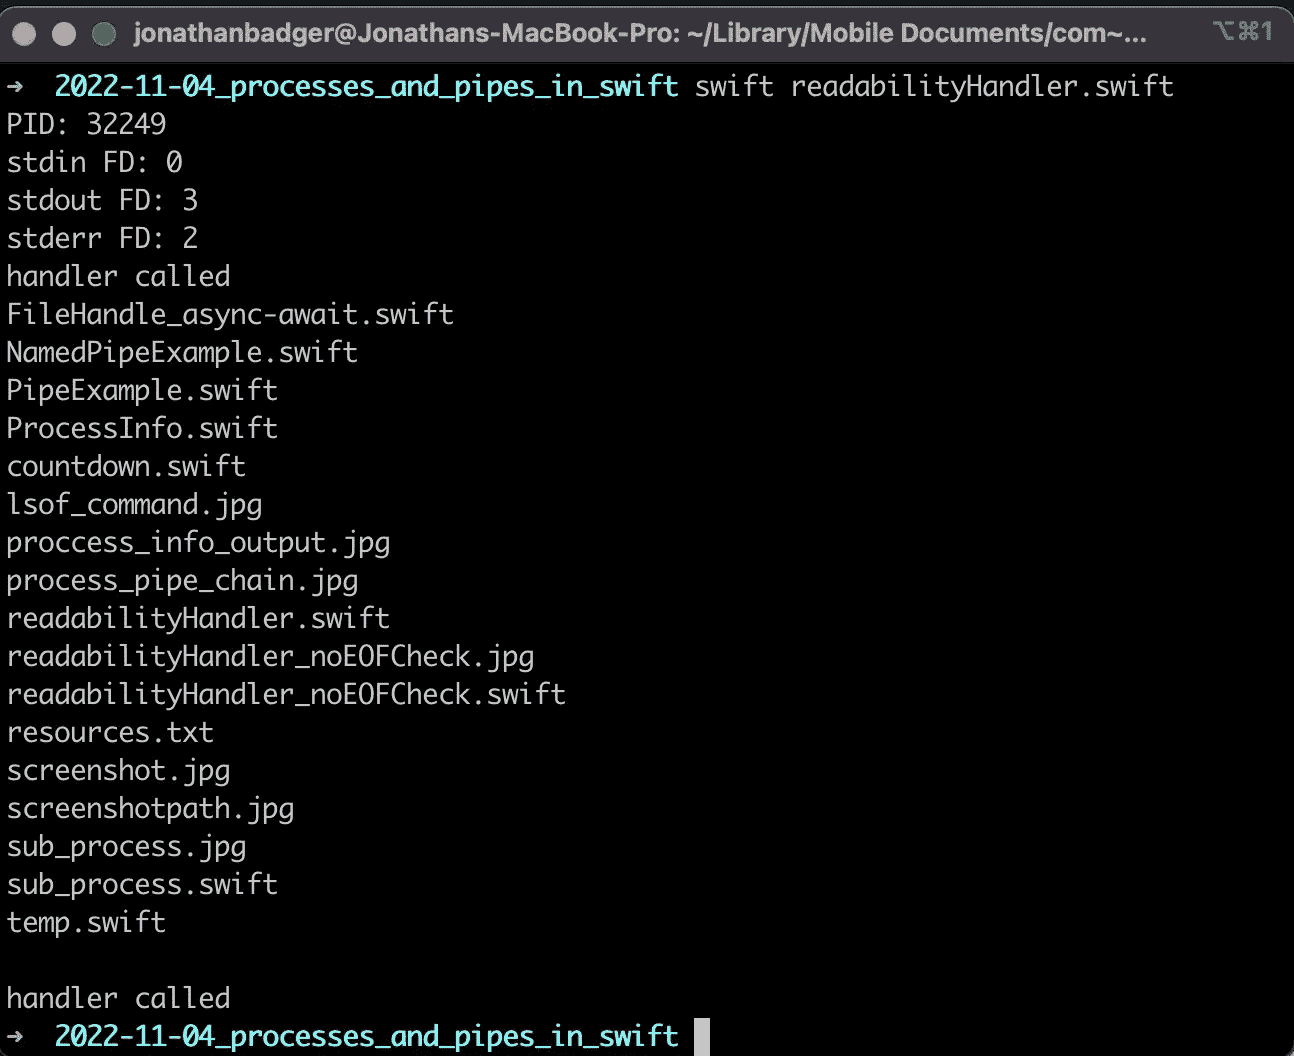 jonathanbadger@Jonathans-MacBook-Pro: ~/Library/Mobile Documents/com~... ⌥⌘1
➜ 2022-11-04_processes_and_pipes_in_swift swift readabilityHandler.swift
PID: 32249
stdin FD: 0
stdout FD: 3
stderr FD: 2
handler called
FileHandle_async-await.swift
NamedPipeExample.swift
PipeExample.swift
ProcessInfo.swift
countdown.swift
lsof_command.jpg
proccess_info_output.jpg
process_pipe_chain.jpg
readabilityHandler.swift
readabilityHandler_noEOFCheck.jpg
readabilityHandler_noEOFCheck.swift
resources.txt
screenshot.jpg
screenshotpath.jpg
sub_process.jpg
sub_process.swift
temp.swift
handler called
➜ 2022-11-04_processes_and_pipes_in_swift